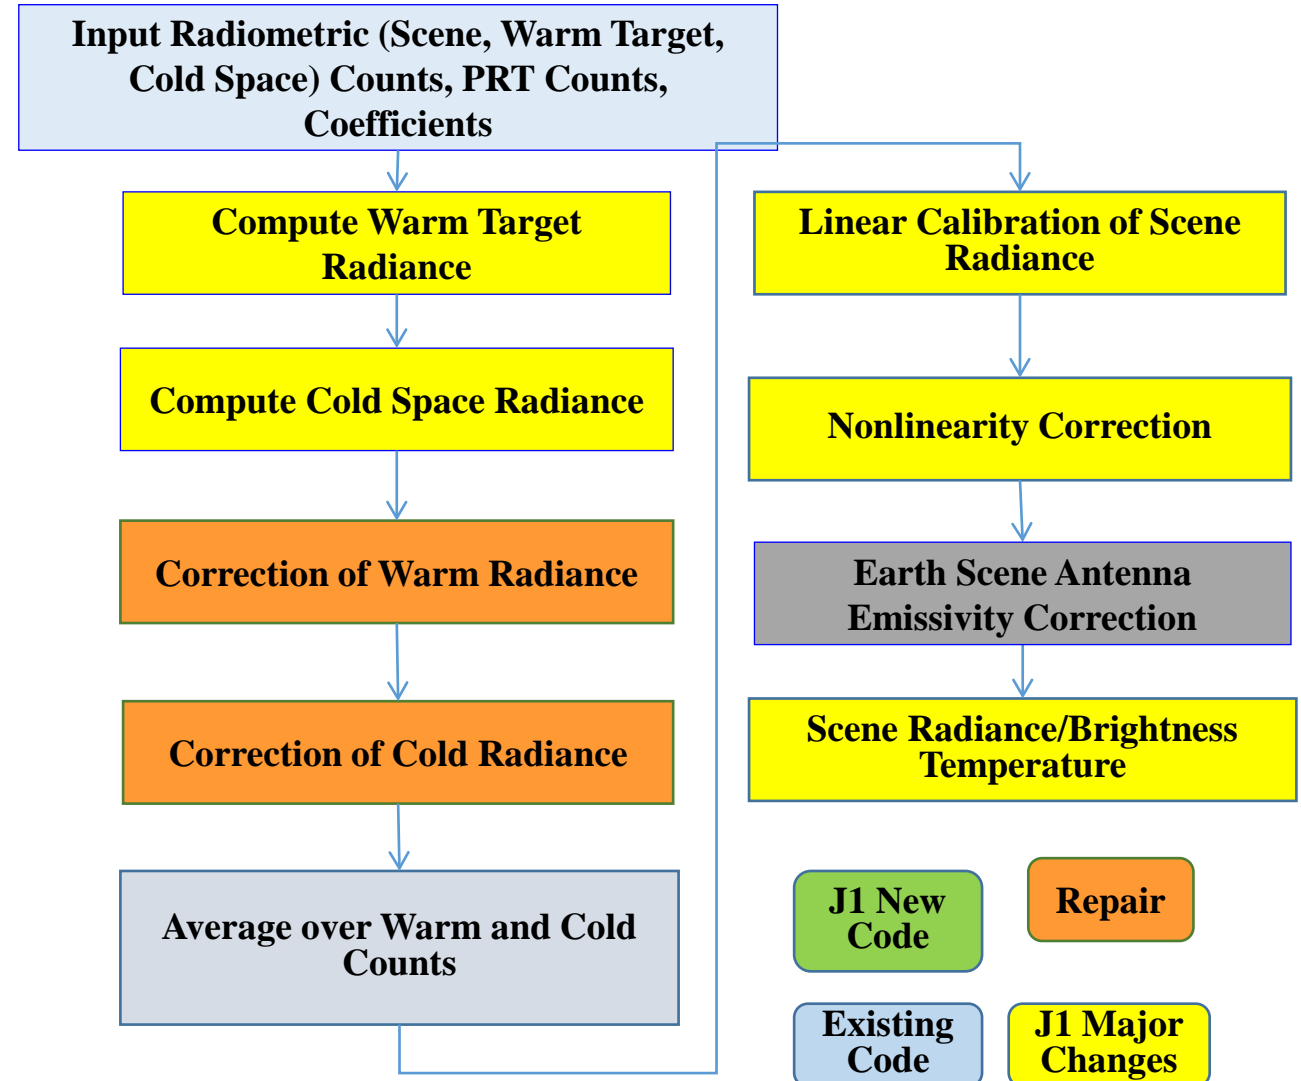 Input Radiometric (Scene, Warm Target,
Cold Space) Counts, PRT Counts,
Coefficients
Compute Warm Target
Radiance
Compute Cold Space Radiance
Correction of Warm Radiance
Correction of Cold Radiance
Average over Warm and Cold
Counts
Linear Calibration of Scene
Radiance
Nonlinearity Correction
Earth Scene Antenna
Emissivity Correction
Scene Radiance/Brightness
Temperature
J1 New
Code
Repair
Existing
Code
J1 Major
Changes